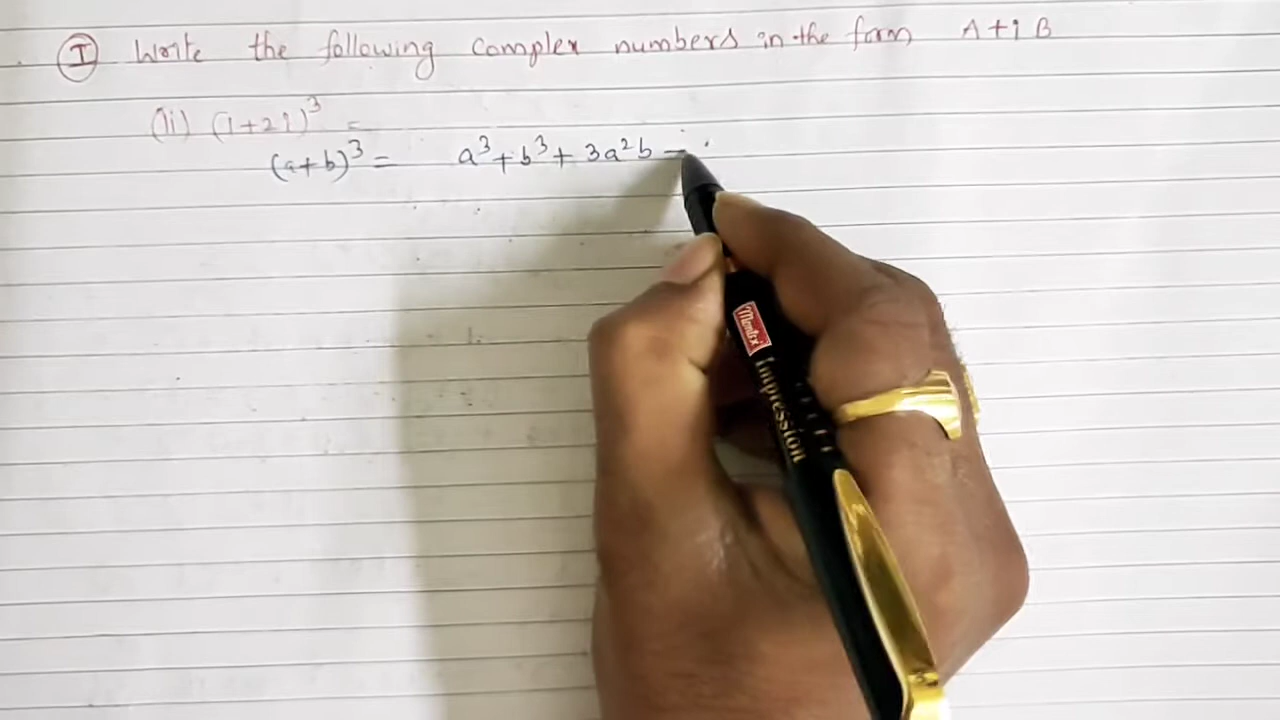 I Write the following complex numbers in the form A+iB
(ii) (1+2i)³ =
(a+b)³ = a³+b³+3a²b -
Montex
Impression